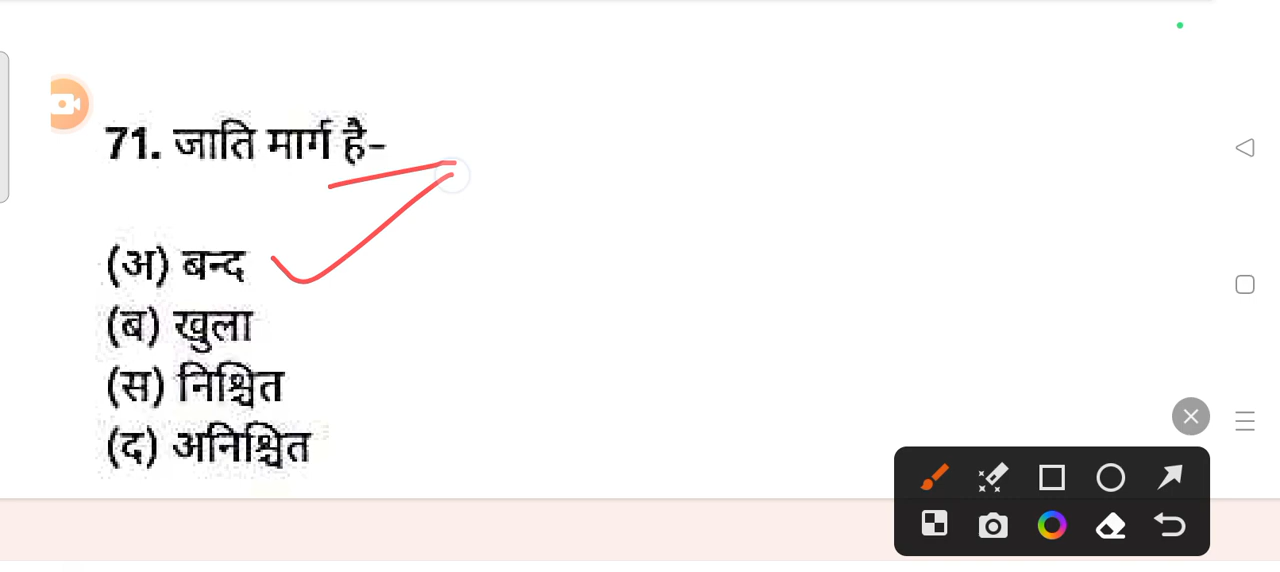 71. जाति मार्ग है-
(अ) बन्द
(ब) खुला
(स) निश्चित
(द) अनिश्चित